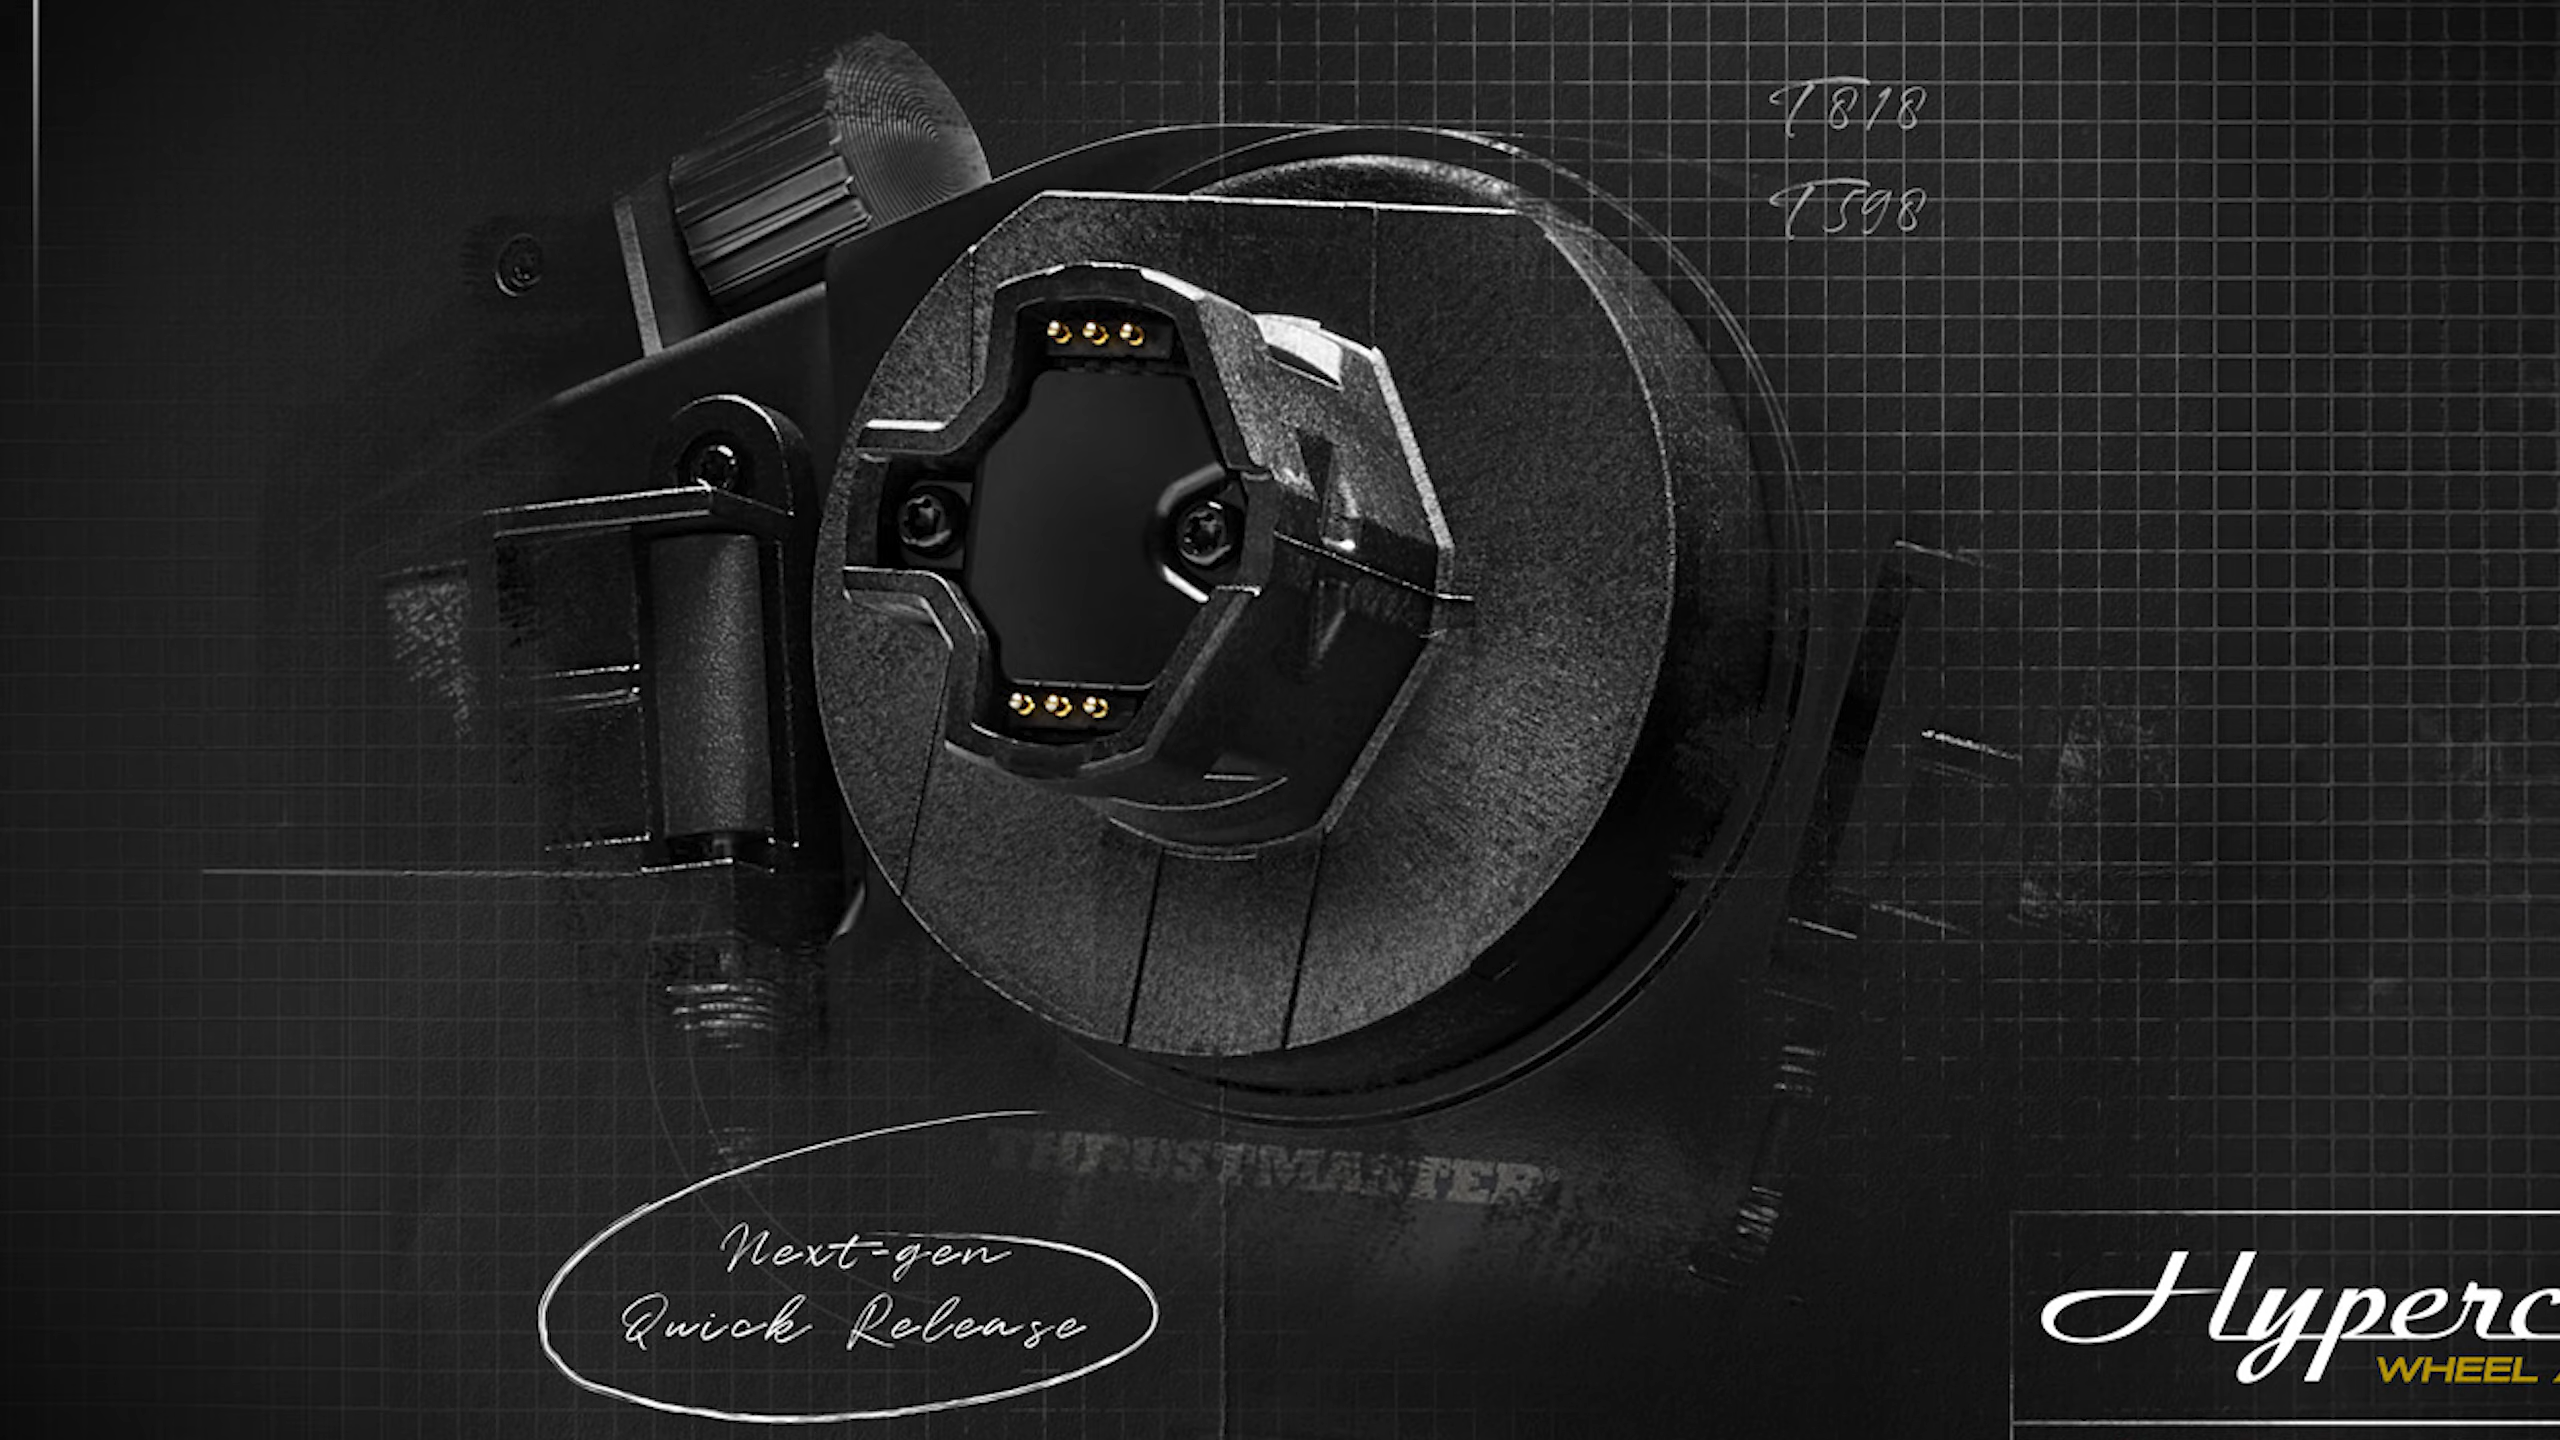 T818
T598
THRUSTMASTER
Next-gen
Quick Release
Hyperc
WHEEL